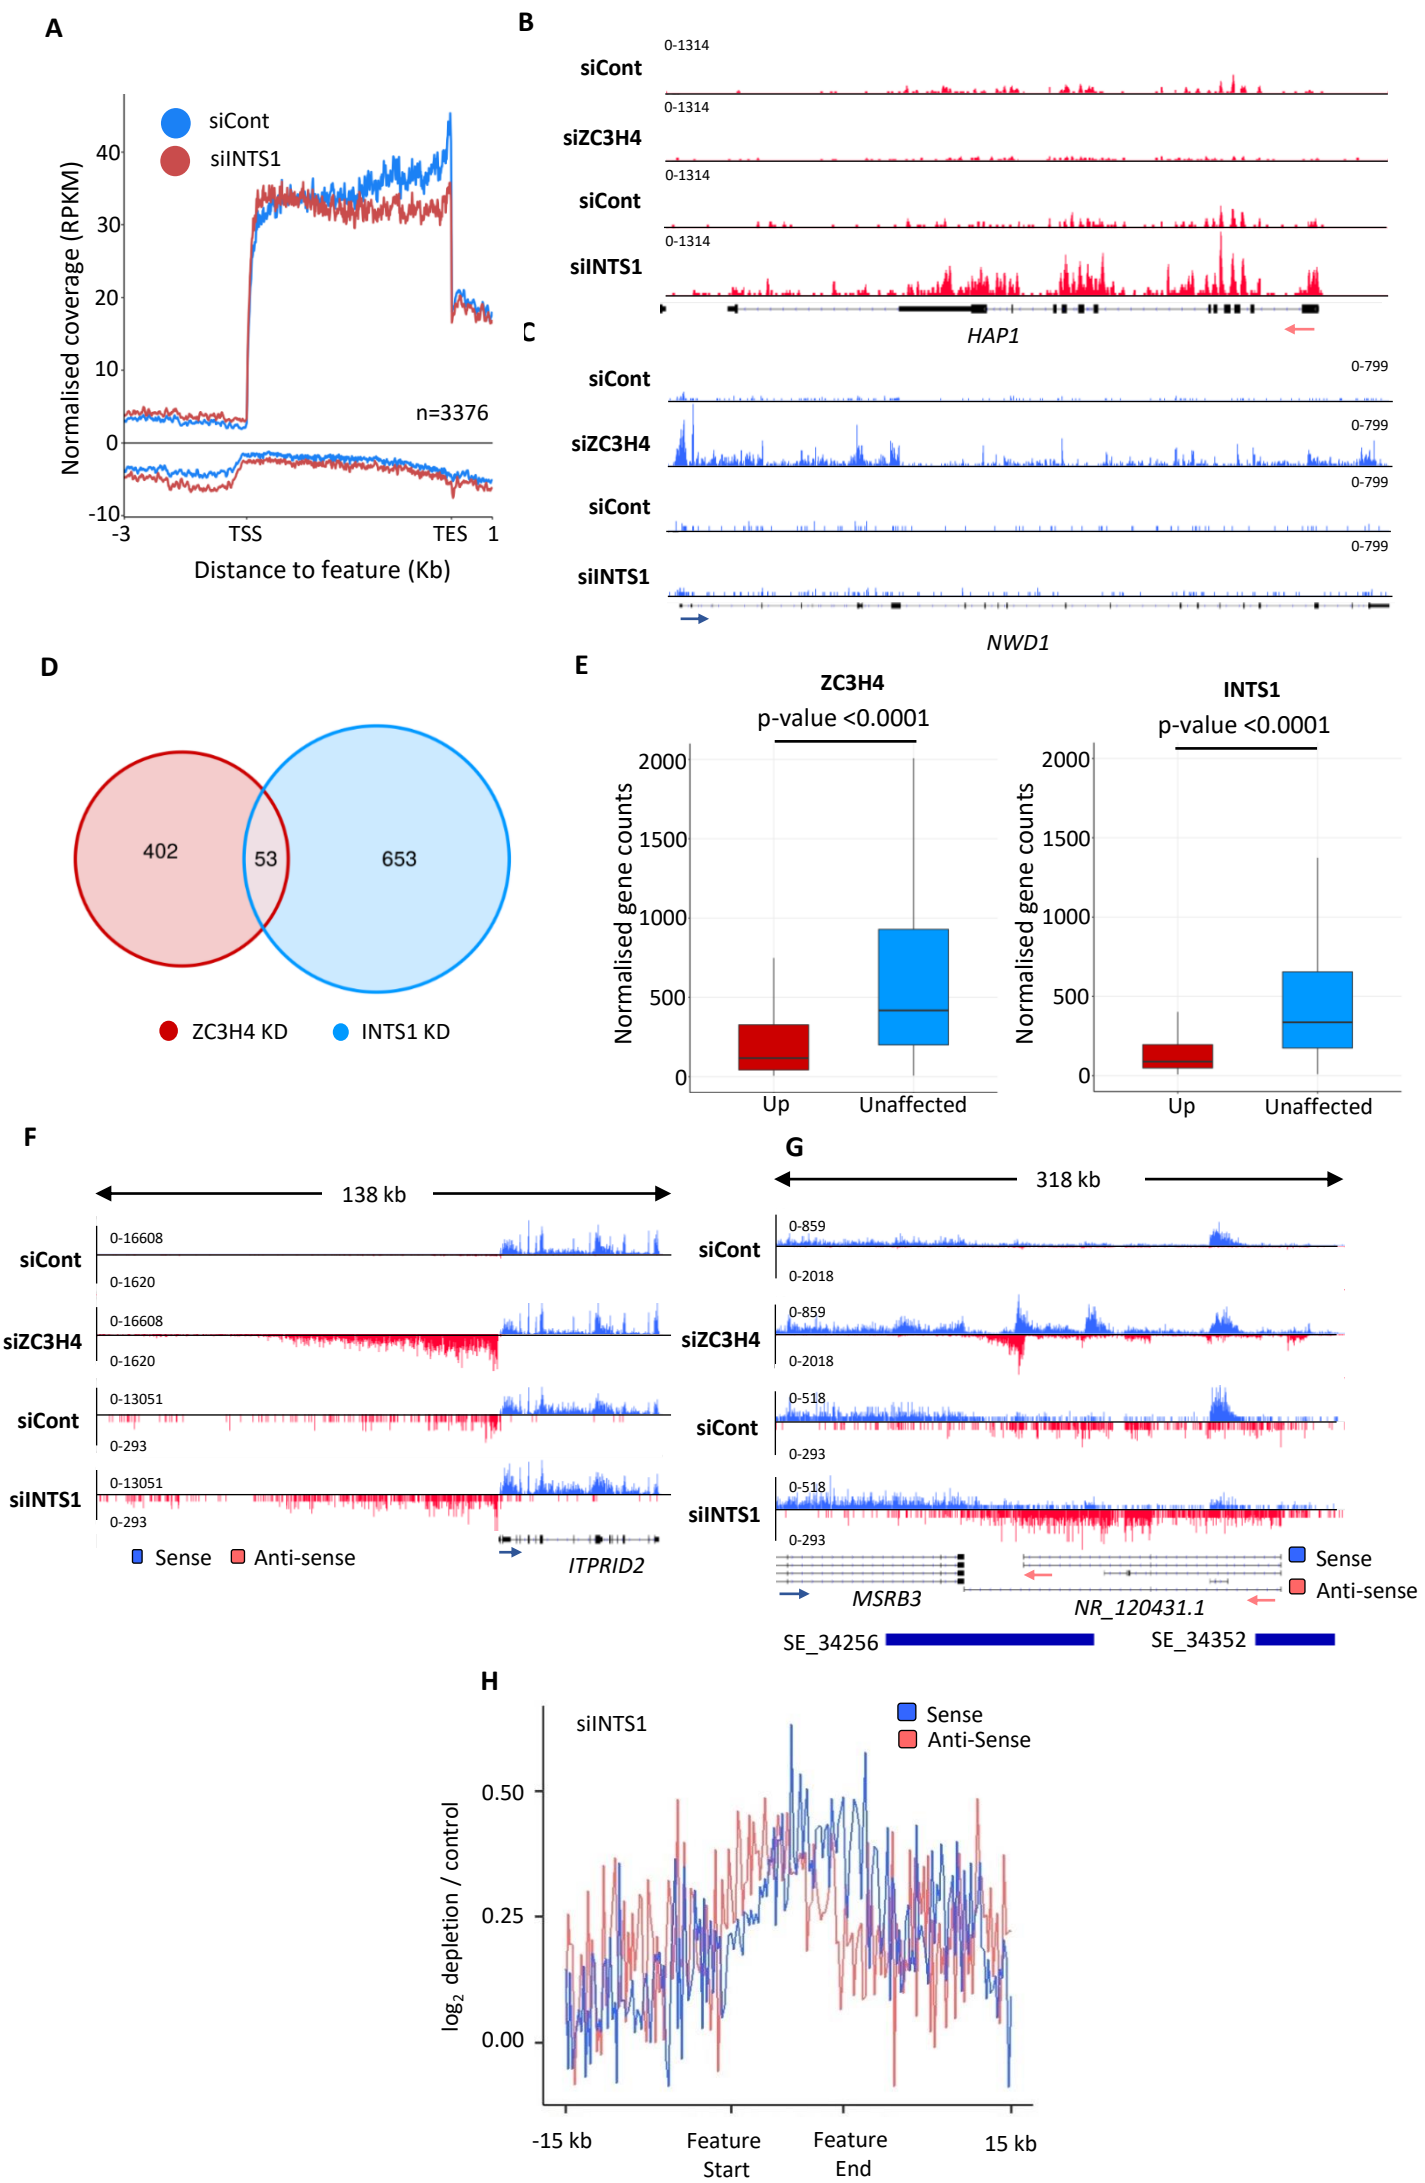 A
siCont
siINTS1
Normalised coverage (RPKM)
40
30
20
10
0
-10
n=3376
-3
TSS
TES
1
Distance to feature (Kb)
B
0-1314
siCont
0-1314
siZC3H4
0-1314
siCont
0-1314
siINTS1
HAP1
C
siCont
0-799
siZC3H4
0-799
siCont
0-799
siINTS1
0-799
NWD1
D
402
53
653
ZC3H4 KD
INTS1 KD
E
ZC3H4
p-value <0.0001
Normalised gene counts
2000
1500
1000
500
0
Up
Unaffected
INTS1
p-value <0.0001
Normalised gene counts
2000
1500
1000
500
0
Up
Unaffected
F
138 kb
siCont
0-16608
0-1620
siZC3H4
0-16608
0-1620
siCont
0-13051
0-293
siINTS1
0-13051
0-293
Sense
Anti-sense
ITPRID2
G
318 kb
siCont
0-859
0-2018
siZC3H4
0-859
0-2018
siCont
0-518
0-293
siINTS1
0-518
0-293
Sense
Anti-sense
MSRB3
NR_120431.1
SE_34256
SE_34352
H
siINTS1
Sense
Anti-Sense
log2 depletion / control
0.50
0.25
0.00
-15 kb
Feature
Start
Feature
End
15 kb